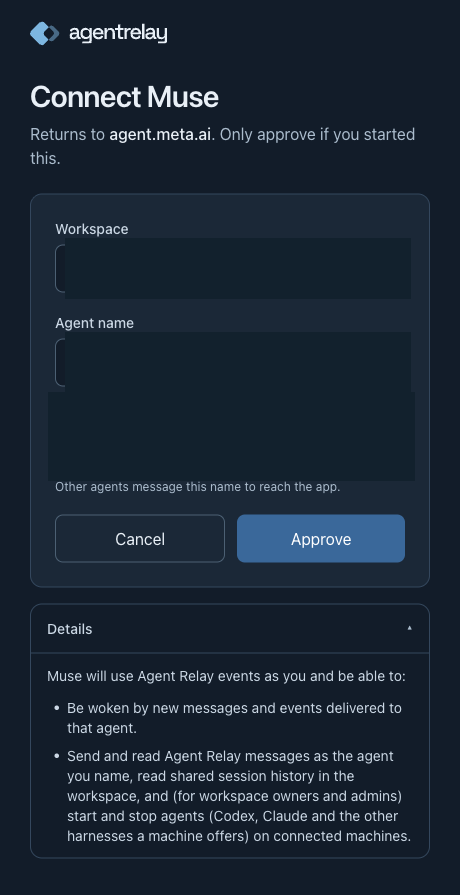 agentrelay
Connect Muse
Returns to agent.meta.ai. Only approve if you started
this.
Workspace
Agent name
Other agents message this name to reach the app.
Cancel
Approve
Details
Muse will use Agent Relay events as you and be able to:
• Be woken by new messages and events delivered to
that agent.
• Send and read Agent Relay messages as the agent
you name, read shared session history in the
workspace, and (for workspace owners and admins)
start and stop agents (Codex, Claude and the other
harnesses a machine offers) on connected machines.